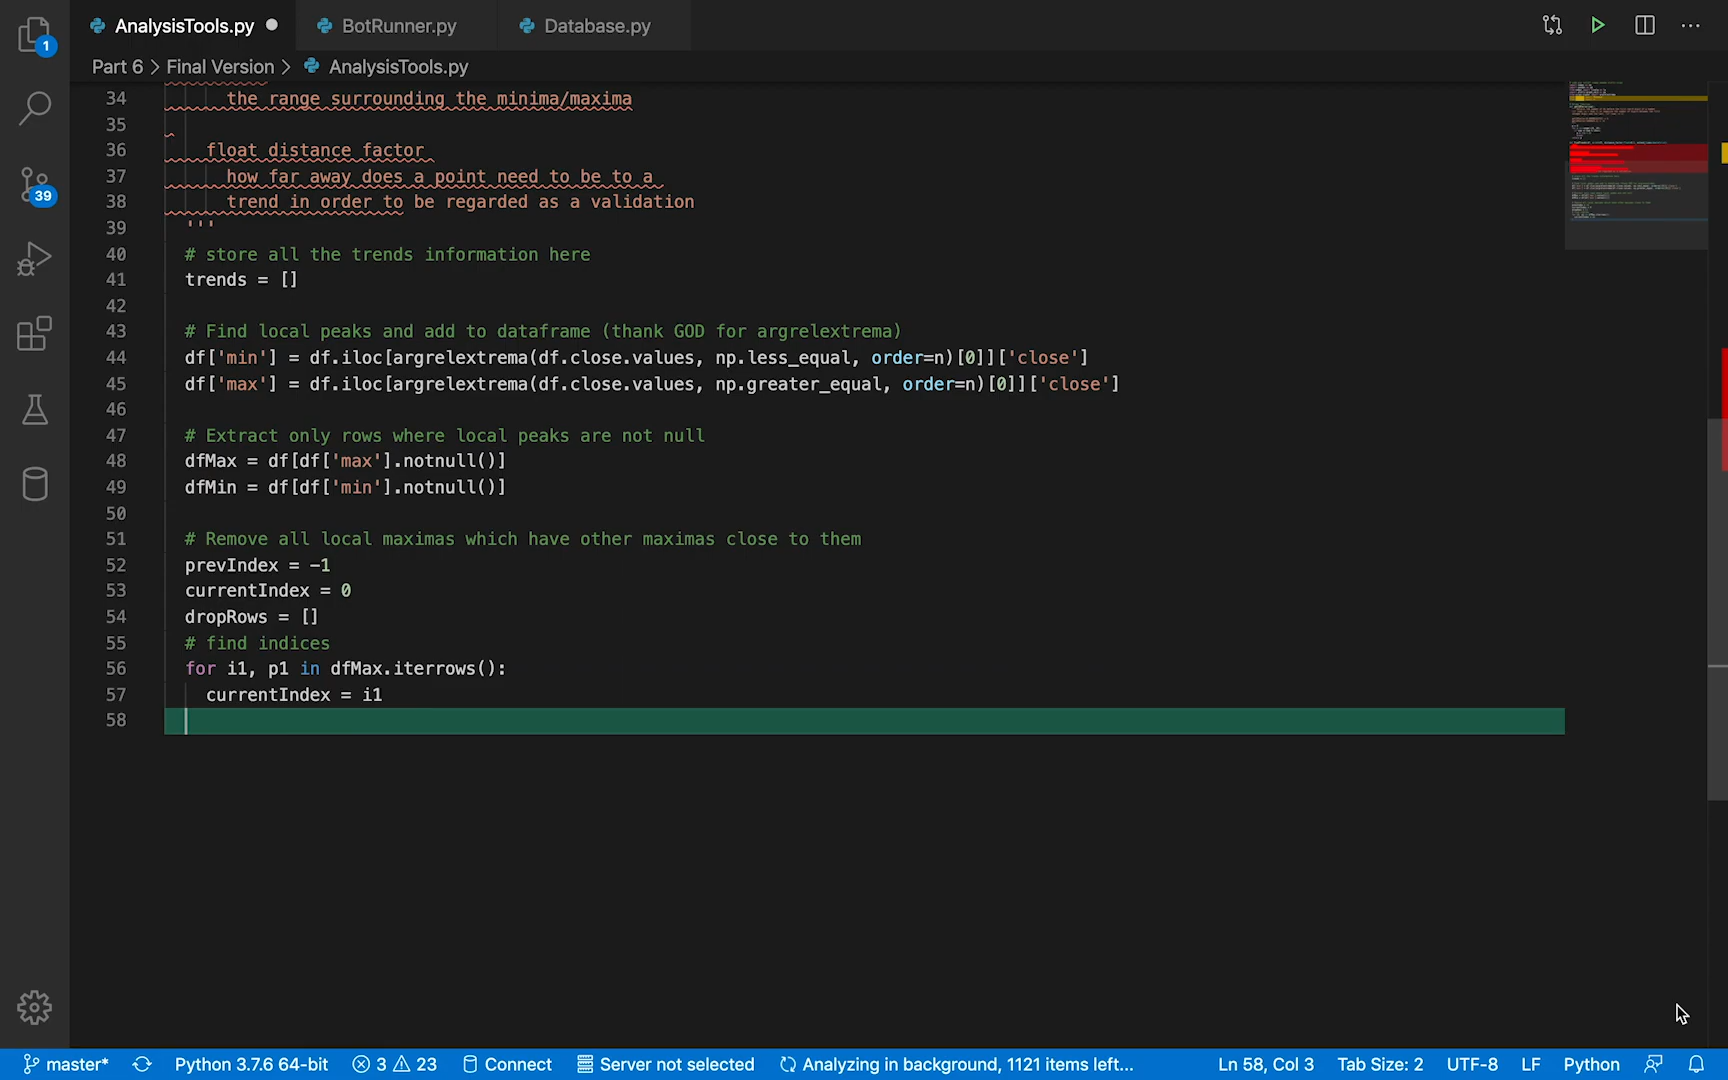 AnalysisTools.py
BotRunner.py
Database.py
Part 6 > Final Version > AnalysisTools.py
1
39
34 the range surrounding the minima/maxima
35
36 float distance factor
37 how far away does a point need to be to a
38 trend in order to be regarded as a validation
39 '''
40 # store all the trends information here
41 trends = []
42
43 # Find local peaks and add to dataframe (thank GOD for argrelextrema)
44 df['min'] = df.iloc[argrelextrema(df.close.values, np.less_equal, order=n)[0]]['close']
45 df['max'] = df.iloc[argrelextrema(df.close.values, np.greater_equal, order=n)[0]]['close']
46
47 # Extract only rows where local peaks are not null
48 dfMax = df[df['max'].notnull()]
49 dfMin = df[df['min'].notnull()]
50
51 # Remove all local maximas which have other maximas close to them
52 prevIndex = -1
53 currentIndex = 0
54 dropRows = []
55 # find indices
56 for i1, p1 in dfMax.iterrows():
57 currentIndex = i1
58
master* Python 3.7.6 64-bit 3 23 Connect Server not selected Analyzing in background, 1121 items left... Ln 58, Col 3 Tab Size: 2 UTF-8 LF Python